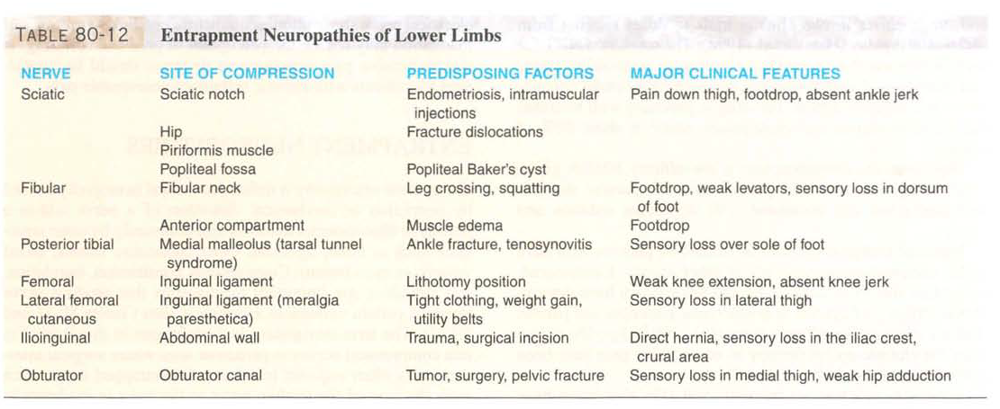 TABLE 80-12 Entrapment Neuropathies of Lower Limbs
NERVE SITE OF COMPRESSION PREDISPOSING FACTORS MAJOR CLINICAL FEATURES
Sciatic Sciatic notch Endometriosis, intramuscular Pain down thigh, footdrop, absent ankle jerk
injections
Hip Fracture dislocations
Piriformis muscle
Popliteal fossa Popliteal Baker's cyst
Fibular Fibular neck Leg crossing, squatting Footdrop, weak levators, sensory loss in dorsum
of foot
Anterior compartment Muscle edema Footdrop
Posterior tibial Medial malleolus (tarsal tunnel Ankle fracture, tenosynovitis Sensory loss over sole of foot
syndrome)
Femoral Inguinal ligament Lithotomy position Weak knee extension, absent knee jerk
Lateral femoral Inguinal ligament (meralgia Tight clothing, weight gain, Sensory loss in lateral thigh
cutaneous paresthetica) utility belts
Ilioinguinal Abdominal wall Trauma, surgical incision Direct hernia, sensory loss in the iliac crest,
crural area
Obturator Obturator canal Tumor, surgery, pelvic fracture Sensory loss in medial thigh, weak hip adduction